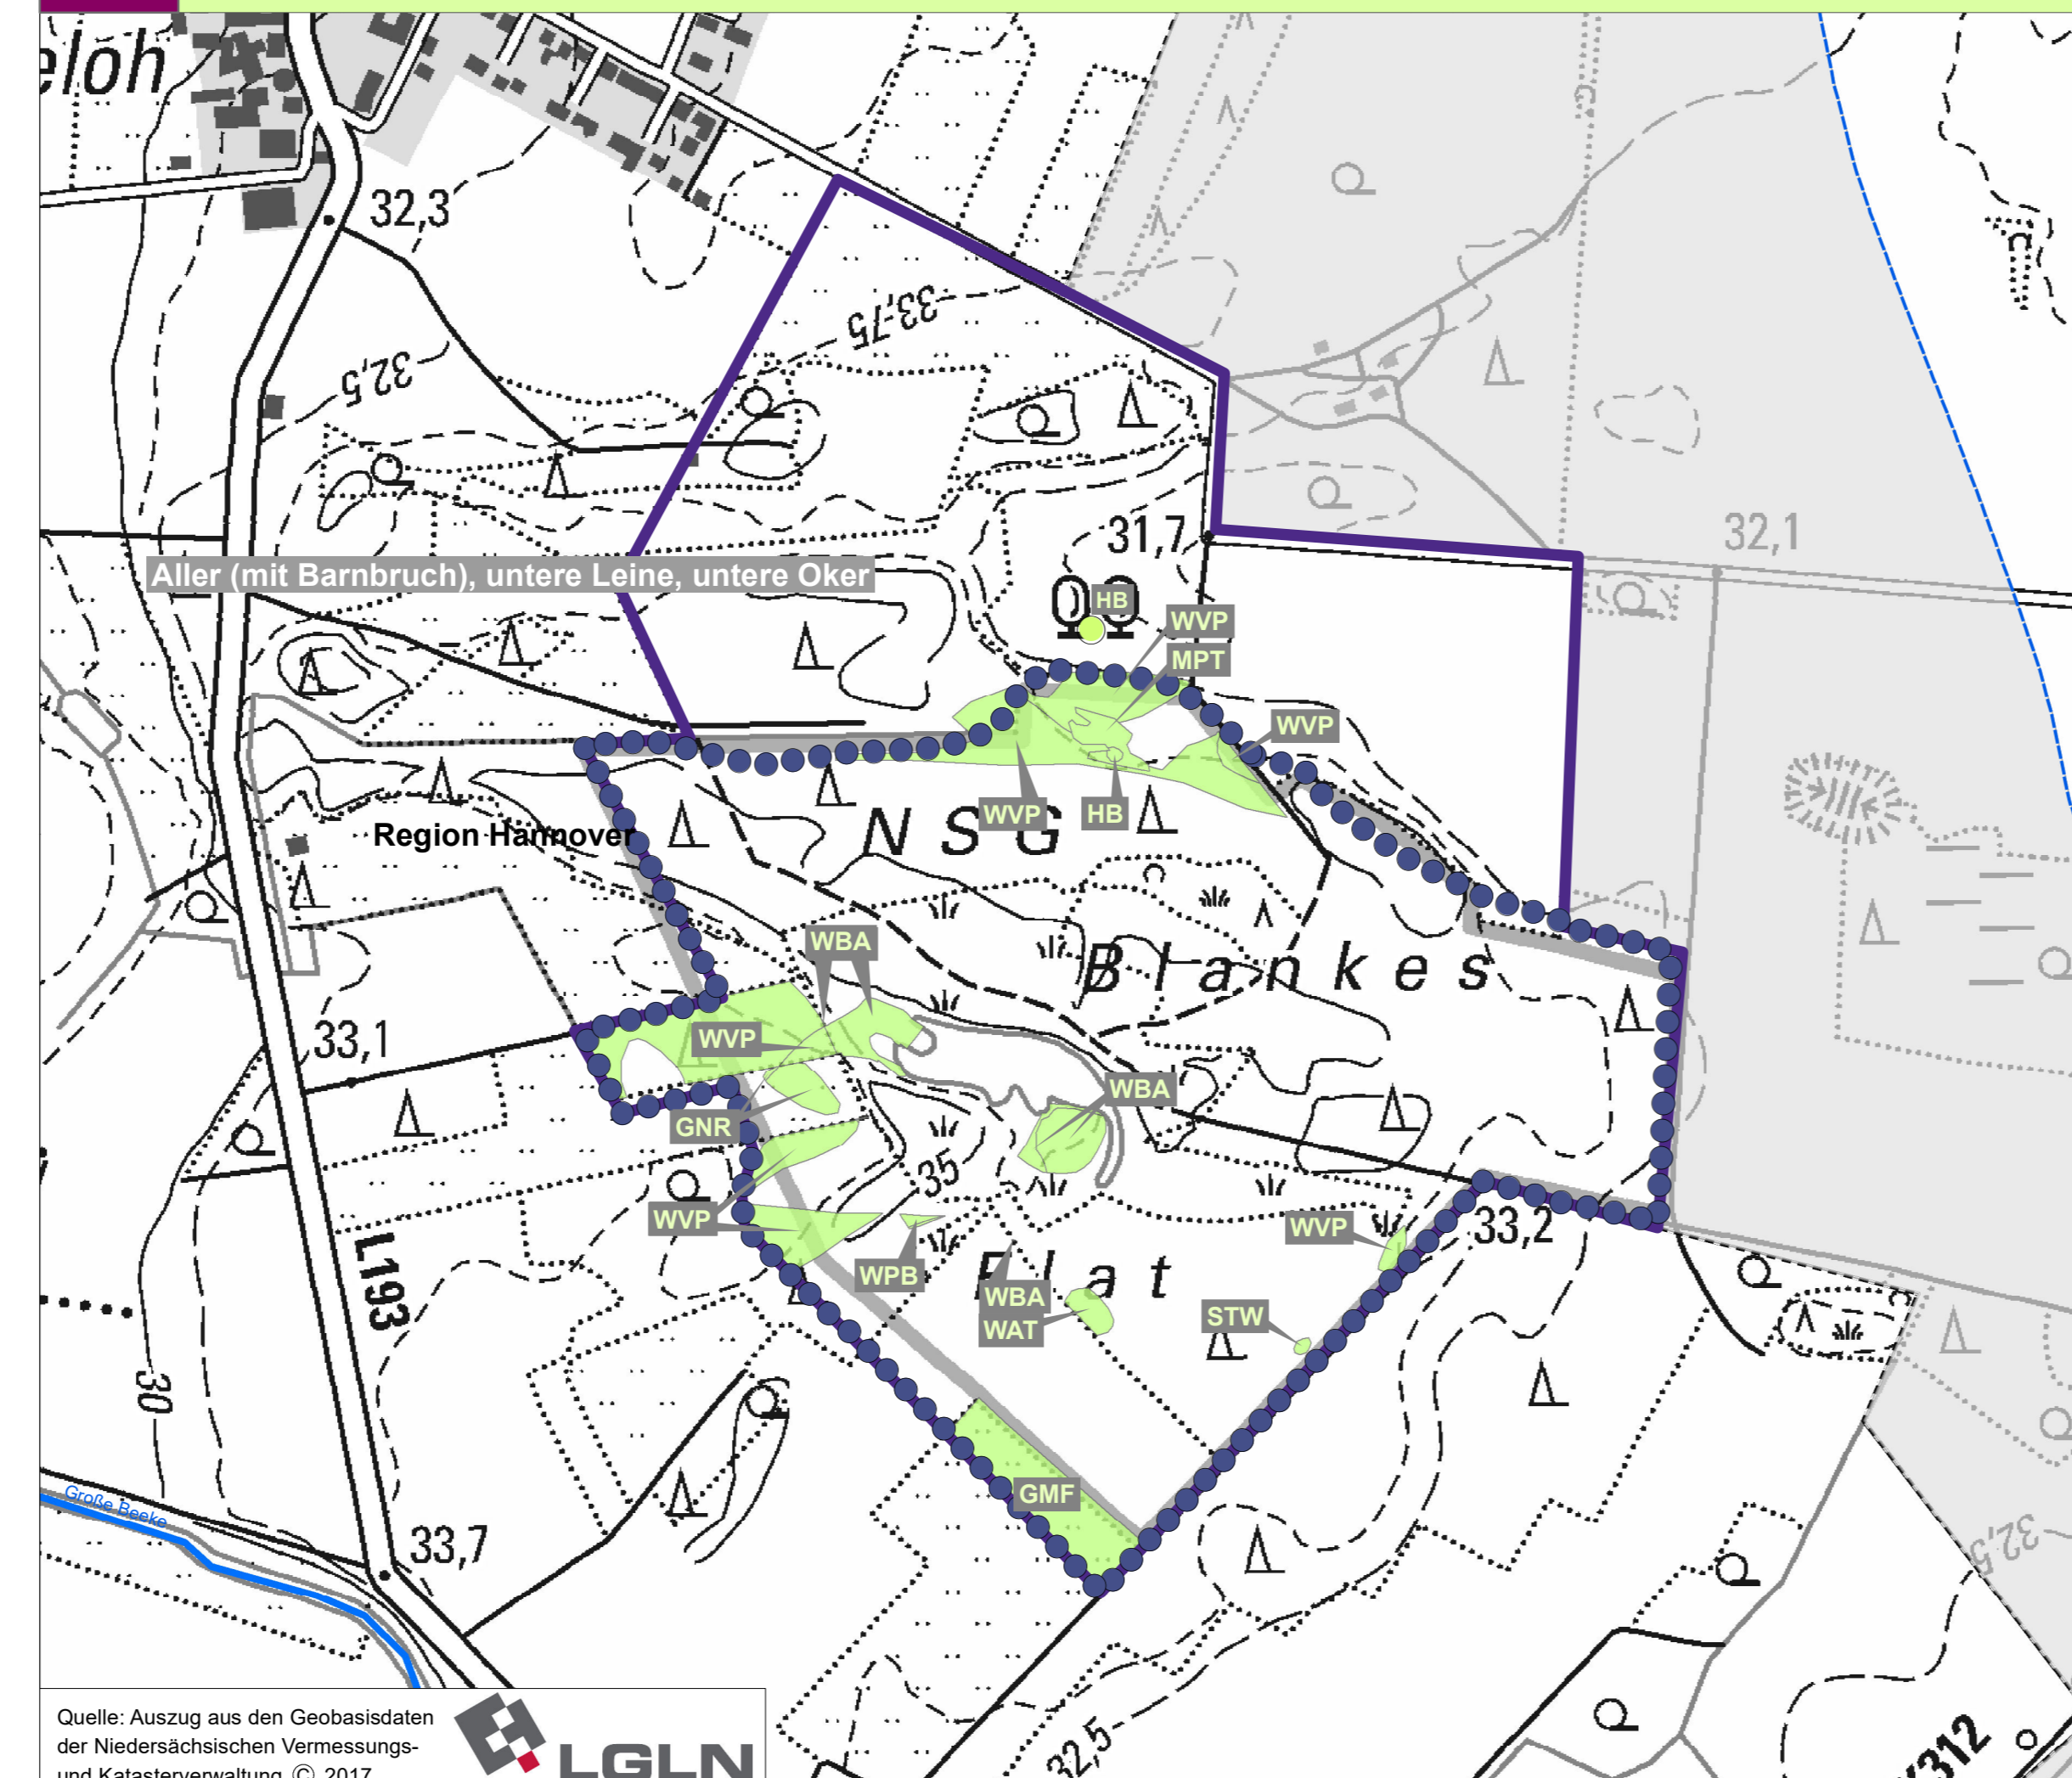 eloh
32,3
33,75
32,5
31,7
32,1
Aller (mit Barnbruch), untere Leine, untere Oker
HB
WVP
MPT
WVP
WVP
HB
NSG
Region Hannover
WBA
Blankes
WVP
33,1
WBA
GNR
35
WVP
WVP
33,2
WPB
Flat
WBA
WAT
STW
L193
30
GMF
Große Beeke
33,7
32,5
32,5
Quelle: Auszug aus den Geobasisdaten
der Niedersächsischen Vermessungs-
und Katasterverwaltung, © 2017
LGLN